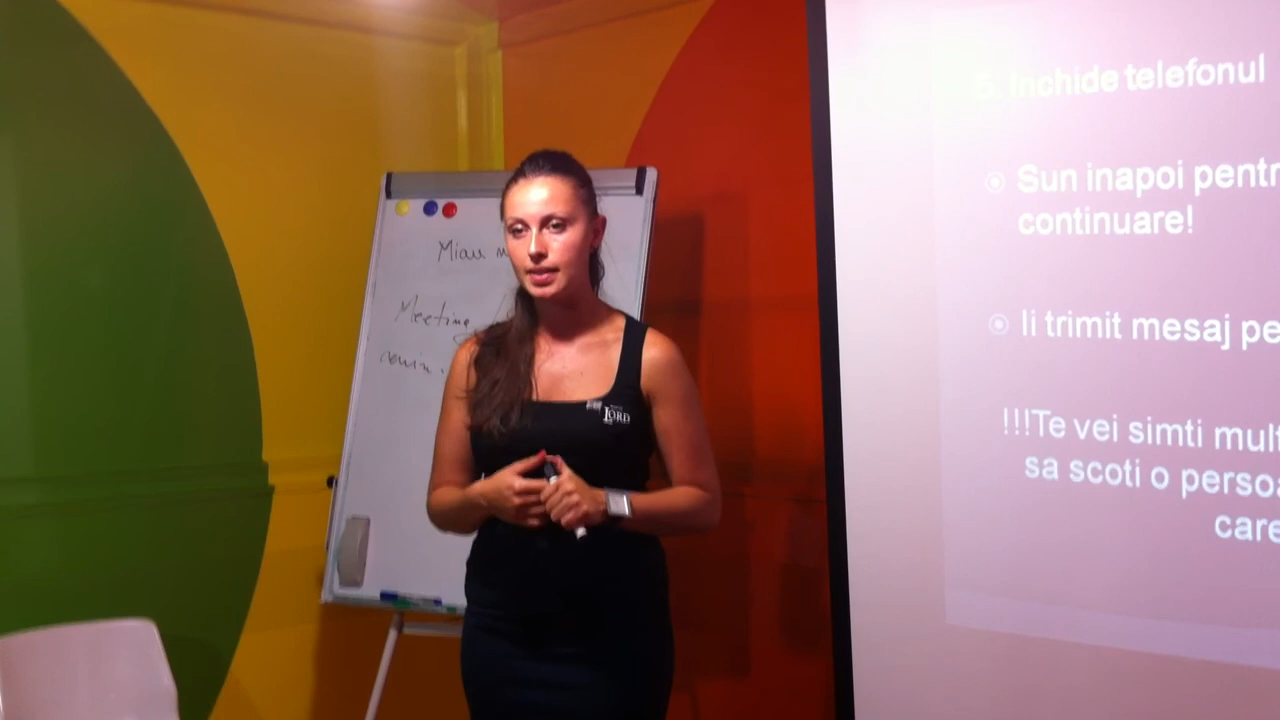 Miau
Meeting
LORD
5. Inchide telefonul
Sun inapoi pentr
continuare!
Ii trimit mesaj pe
!!!Te vei simti mult
sa scoti o persoa
care